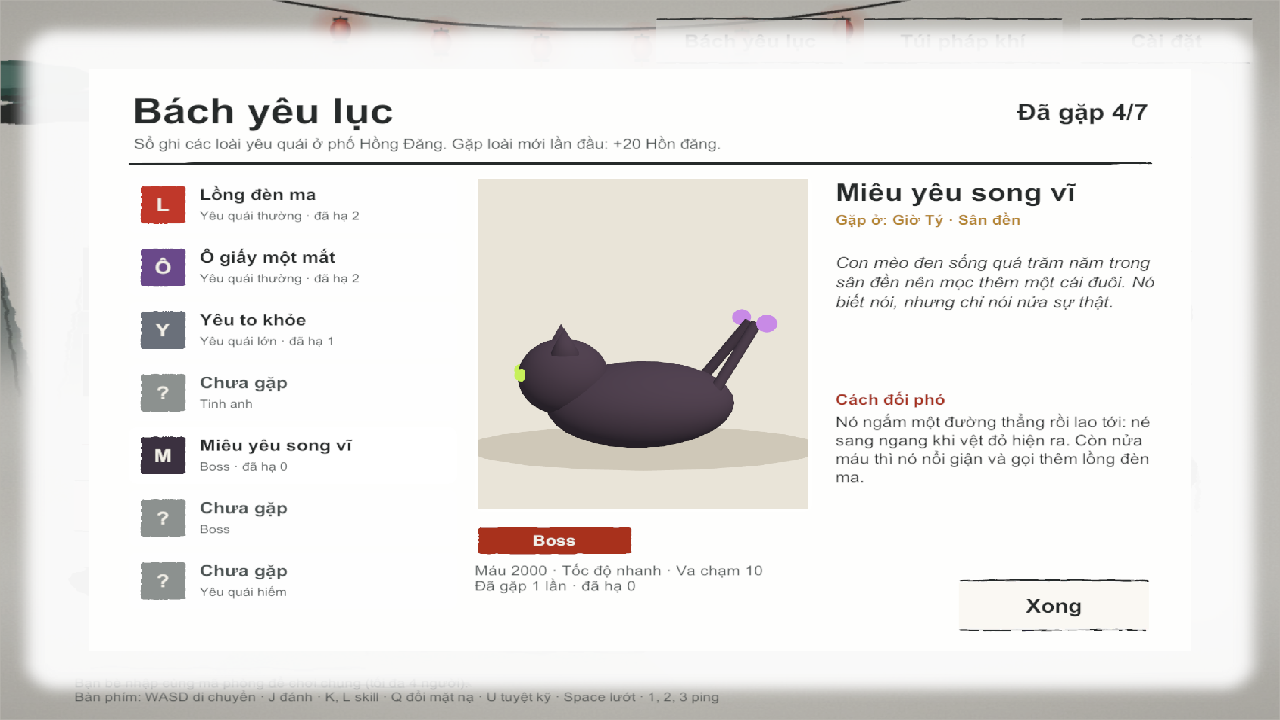 Bách yêu lục
Túi pháp khí
Cài đặt
Bách yêu lục
Đã gặp 4/7
Sổ ghi các loài yêu quái ở phố Hồng Đăng. Gặp loài mới lần đầu: +20 Hồn đăng.
L
Lồng đèn ma
Yêu quái thường · đã hạ 2
Ô
Ô giấy một mắt
Yêu quái thường · đã hạ 2
Y
Yêu to khỏe
Yêu quái lớn · đã hạ 1
?
Chưa gặp
Tinh anh
M
Miêu yêu song vĩ
Boss · đã hạ 0
?
Chưa gặp
Boss
?
Chưa gặp
Yêu quái hiếm
Boss
Máu 2000 · Tốc độ nhanh · Va chạm 10
Đã gặp 1 lần · đã hạ 0
Miêu yêu song vĩ
Gặp ở: Giờ Tý · Sân đền
Con mèo đen sống quá trăm năm trong
sân đền nên mọc thêm một cái đuôi. Nó
biết nói, nhưng chỉ nói nửa sự thật.
Cách đối phó
Nó ngắm một đường thẳng rồi lao tới: né
sang ngang khi vệt đỏ hiện ra. Còn nửa
máu thì nó nổi giận và gọi thêm lồng đèn
ma.
Xong
Bàn phím: WASD di chuyển · J đánh · K, L skill · Q đổi mặt nạ · U tuyệt kỹ · Space lướt · 1, 2, 3 ping